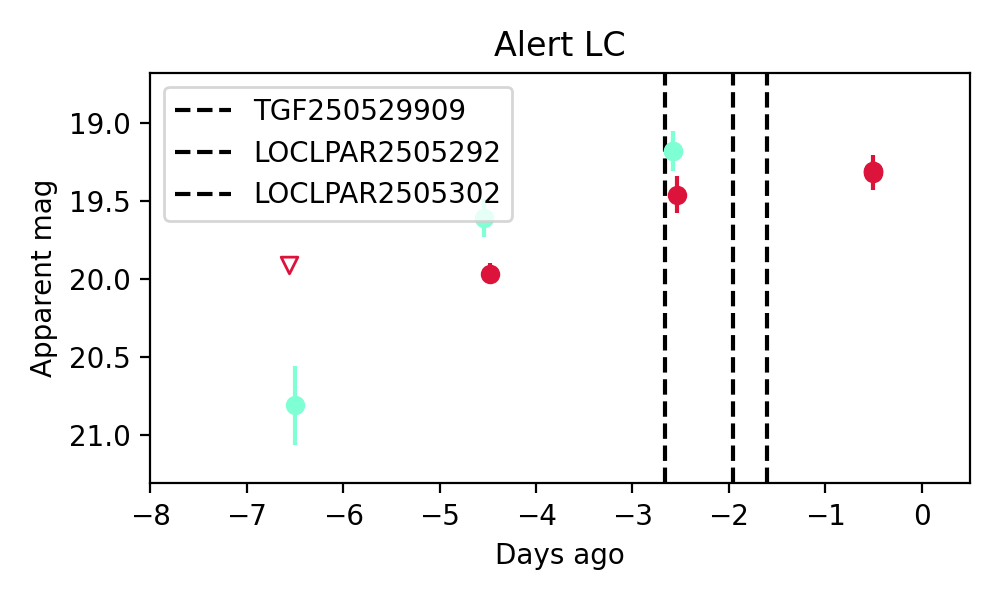 Alert LC
TGF250529909
LOCLPAR2505292
LOCLPAR2505302
19.0
19.5
20.0
20.5
21.0
Apparent mag
−8 −7 −6 −5 −4 −3 −2 −1 0
Days ago